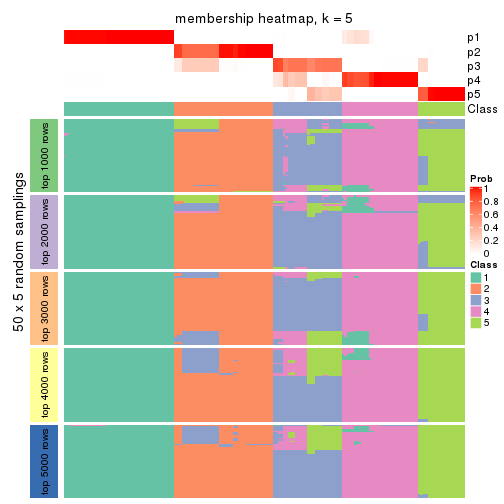 membership heatmap, k = 5
p1
p2
p3
p4
p5
Class
50 x 5 random samplings
top 1000 rows
top 2000 rows
top 3000 rows
top 4000 rows
top 5000 rows
Prob
1
0.8
0.6
0.4
0.2
0
Class
1
2
3
4
5